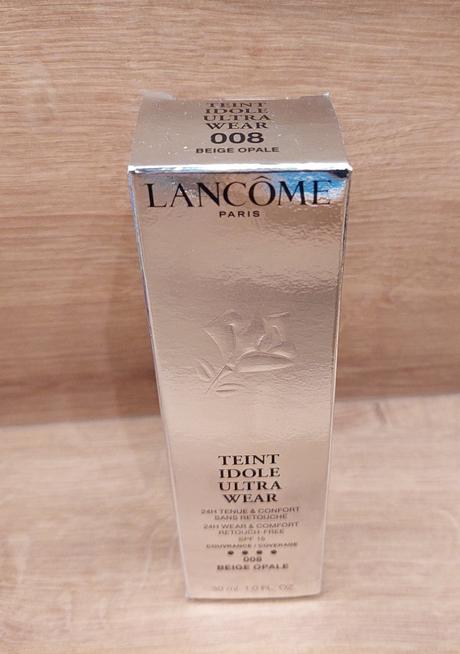 TEINT
IDOLE
ULTRA
WEAR
008
BEIGE OPALE
LANCÔME
PARIS
TEINT
IDOLE
ULTRA
WEAR
24H TENUE & CONFORT
SANS RETOUCHE
24H WEAR & COMFORT
RETOUCH-FREE
SPF 15
COUVRANCE / COVERAGE
008
BEIGE OPALE
30 ml 1.0 FL. OZ.